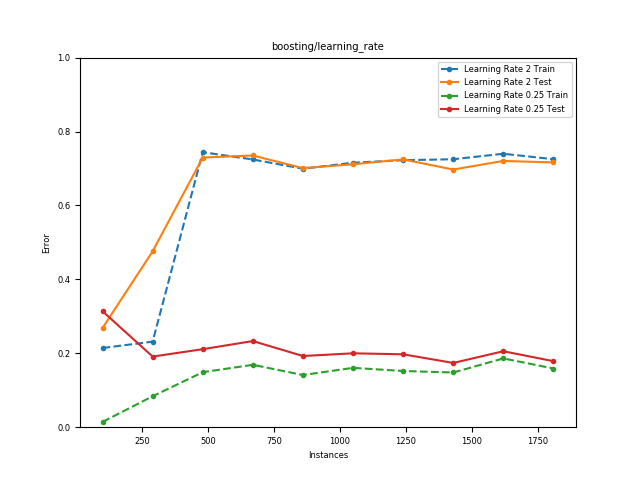 boosting/learning_rate
Learning Rate 2 Train
Learning Rate 2 Test
Learning Rate 0.25 Train
Learning Rate 0.25 Test
Error
1.0
0.8
0.6
0.4
0.2
0.0
250 500 750 1000 1250 1500 1750
Instances